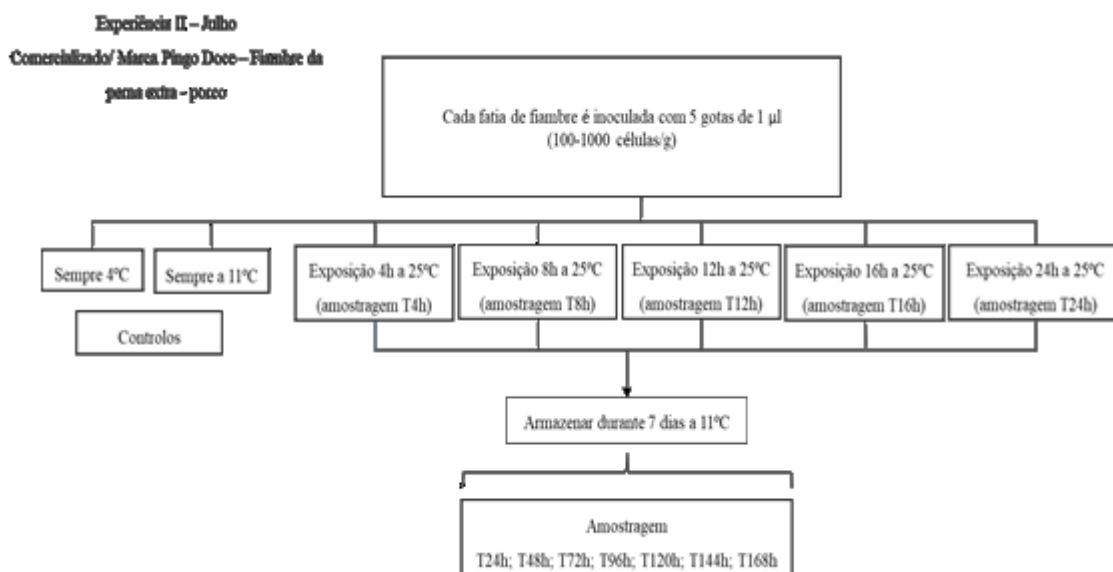 Experiência II – Julho
Comercializado/ Marca Pingo Doce – Fiambre da
perna extra - porco
Cada fatia de fiambre é inoculada com 5 gotas de 1 µl
(100-1000 células/g)
Sempre 4ºC
Sempre a 11ºC
Exposição 4h a 25ºC
(amostragem T4h)
Exposição 8h a 25ºC
(amostragem T8h)
Exposição 12h a 25ºC
(amostragem T12h)
Exposição 16h a 25ºC
(amostragem T16h)
Exposição 24h a 25ºC
(amostragem T24h)
Controlos
Armazenar durante 7 dias a 11ºC
Amostragem
T24h; T48h; T72h; T96h; T120h; T144h; T168h